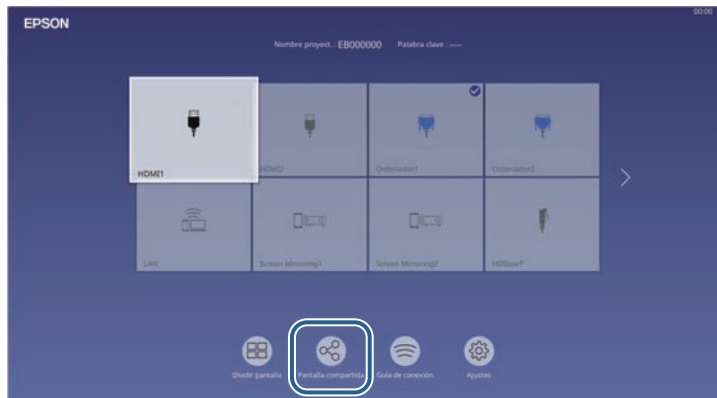 00:00
EPSON
Nombre proyect. : EB000000 Palabra clave : ----
HDMI1
HDMI2
Ordenador1
Ordenador2
LAN
Screen Mirroring1
Screen Mirroring2
HDBaseT
Dividir pantalla
Pantalla compartida
Guía de conexión
Ajustes